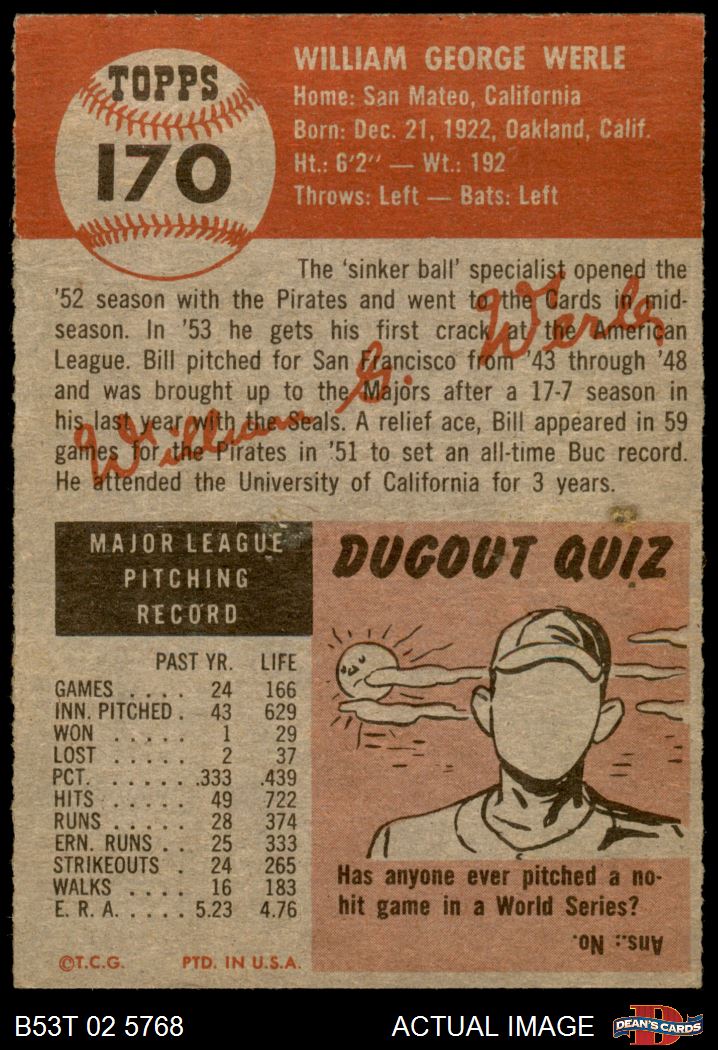 TOPPS
170
WILLIAM GEORGE WERLE
Home: San Mateo, California
Born: Dec. 21, 1922, Oakland, Calif.
Ht.: 6'2" — Wt.: 192
Throws: Left — Bats: Left
The 'sinker ball' specialist opened the
'52 season with the Pirates and went to the Cards in mid-
season. In '53 he gets his first crack at the American
League. Bill pitched for San Francisco from '43 through '48
and was brought up to the Majors after a 17-7 season in
his last year with the Seals. A relief ace, Bill appeared in 59
games for the Pirates in '51 to set an all-time Buc record.
He attended the University of California for 3 years.
William G. Werle
MAJOR LEAGUE
PITCHING
RECORD
PAST YR. LIFE
GAMES . . . . 24 166
INN. PITCHED . 43 629
WON . . . . . 1 29
LOST . . . . . 2 37
PCT. . . . . . .333 .439
HITS . . . . . 49 722
RUNS . . . . . 28 374
ERN. RUNS . . 25 333
STRIKEOUTS . 24 265
WALKS . . . . 16 183
E. R. A. . . . . 5.23 4.76
©T.C.G. PTD. IN U.S.A.
DUGOUT QUIZ
Has anyone ever pitched a no-
hit game in a World Series?
Ans.: No.
B53T 02 5768 ACTUAL IMAGE
D
DEAN'S CARDS